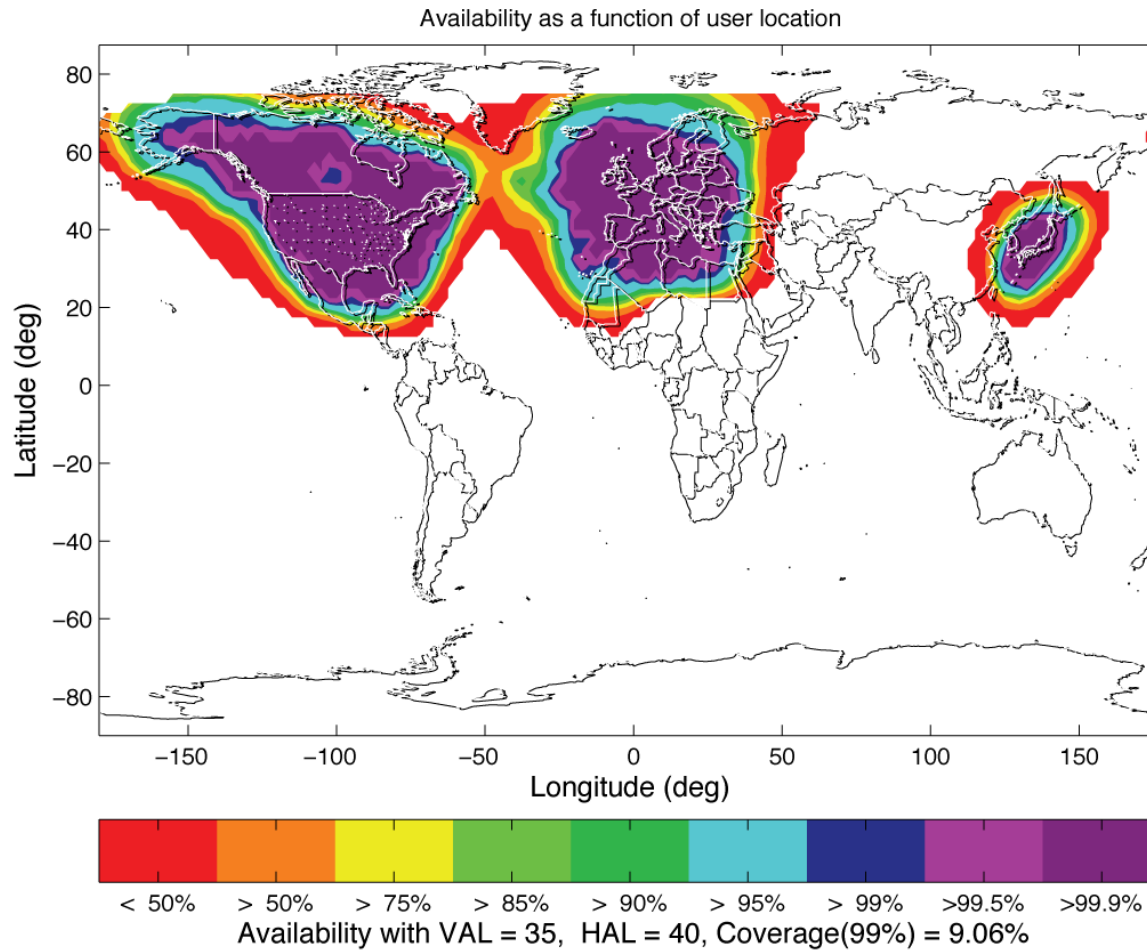 Availability as a function of user location
80
60
40
20
0
−20
−40
−60
−80
Latitude (deg)
−150 −100 −50 0 50 100 150
Longitude (deg)
< 50% > 50% > 75% > 85% > 90% > 95% > 99% >99.5% >99.9%
Availability with VAL = 35, HAL = 40, Coverage(99%) = 9.06%